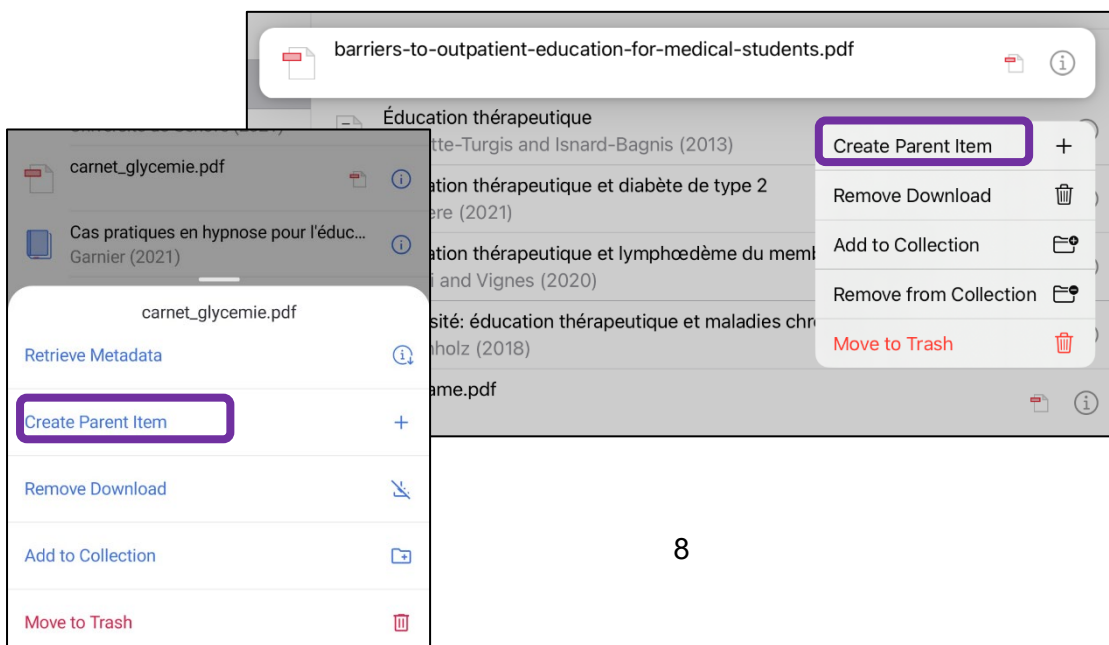 barriers-to-outpatient-education-for-medical-students.pdf
Éducation thérapeutique
tte-Turgis and Isnard-Bagnis (2013)
ation thérapeutique et diabète de type 2
ere (2021)
ation thérapeutique et lymphœdème du memb
i and Vignes (2020)
sité: éducation thérapeutique et maladies chr
nholz (2018)
ame.pdf
Create Parent Item
Remove Download
Add to Collection
Remove from Collection
Move to Trash
carnet_glycemie.pdf
Cas pratiques en hypnose pour l'éduc...
Garnier (2021)
carnet_glycemie.pdf
Retrieve Metadata
Create Parent Item
Remove Download
Add to Collection
Move to Trash
8